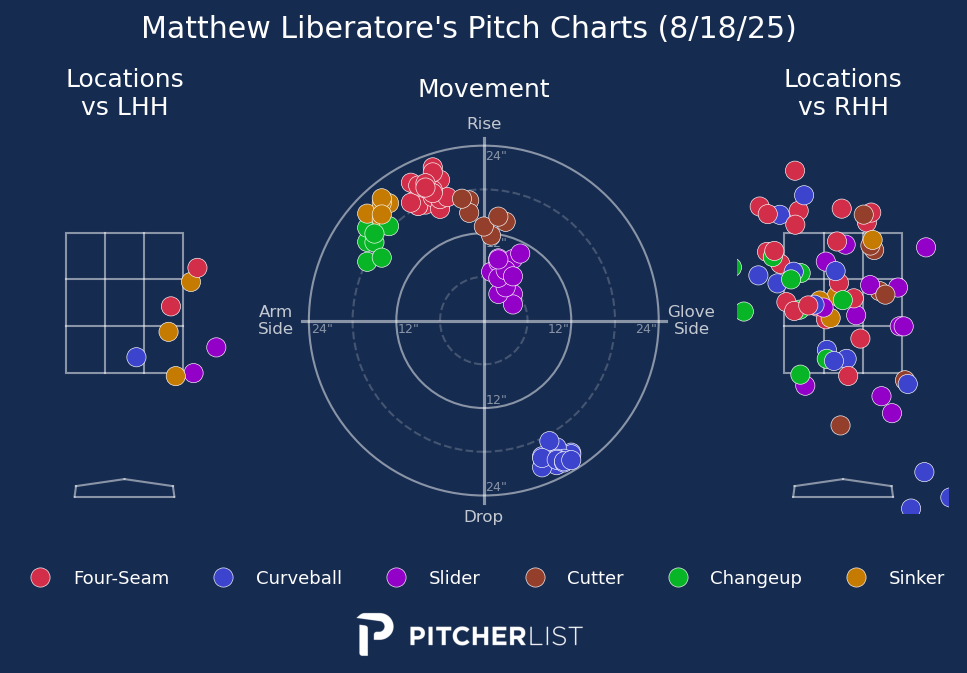 Matthew Liberatore's Pitch Charts (8/18/25)
Locations
vs LHH
Movement
Locations
vs RHH
Rise
24"
12"
Arm
Side
24"
12"
12"
24"
Glove
Side
12"
24"
Drop
Four-Seam
Curveball
Slider
Cutter
Changeup
Sinker
PITCHERLIST